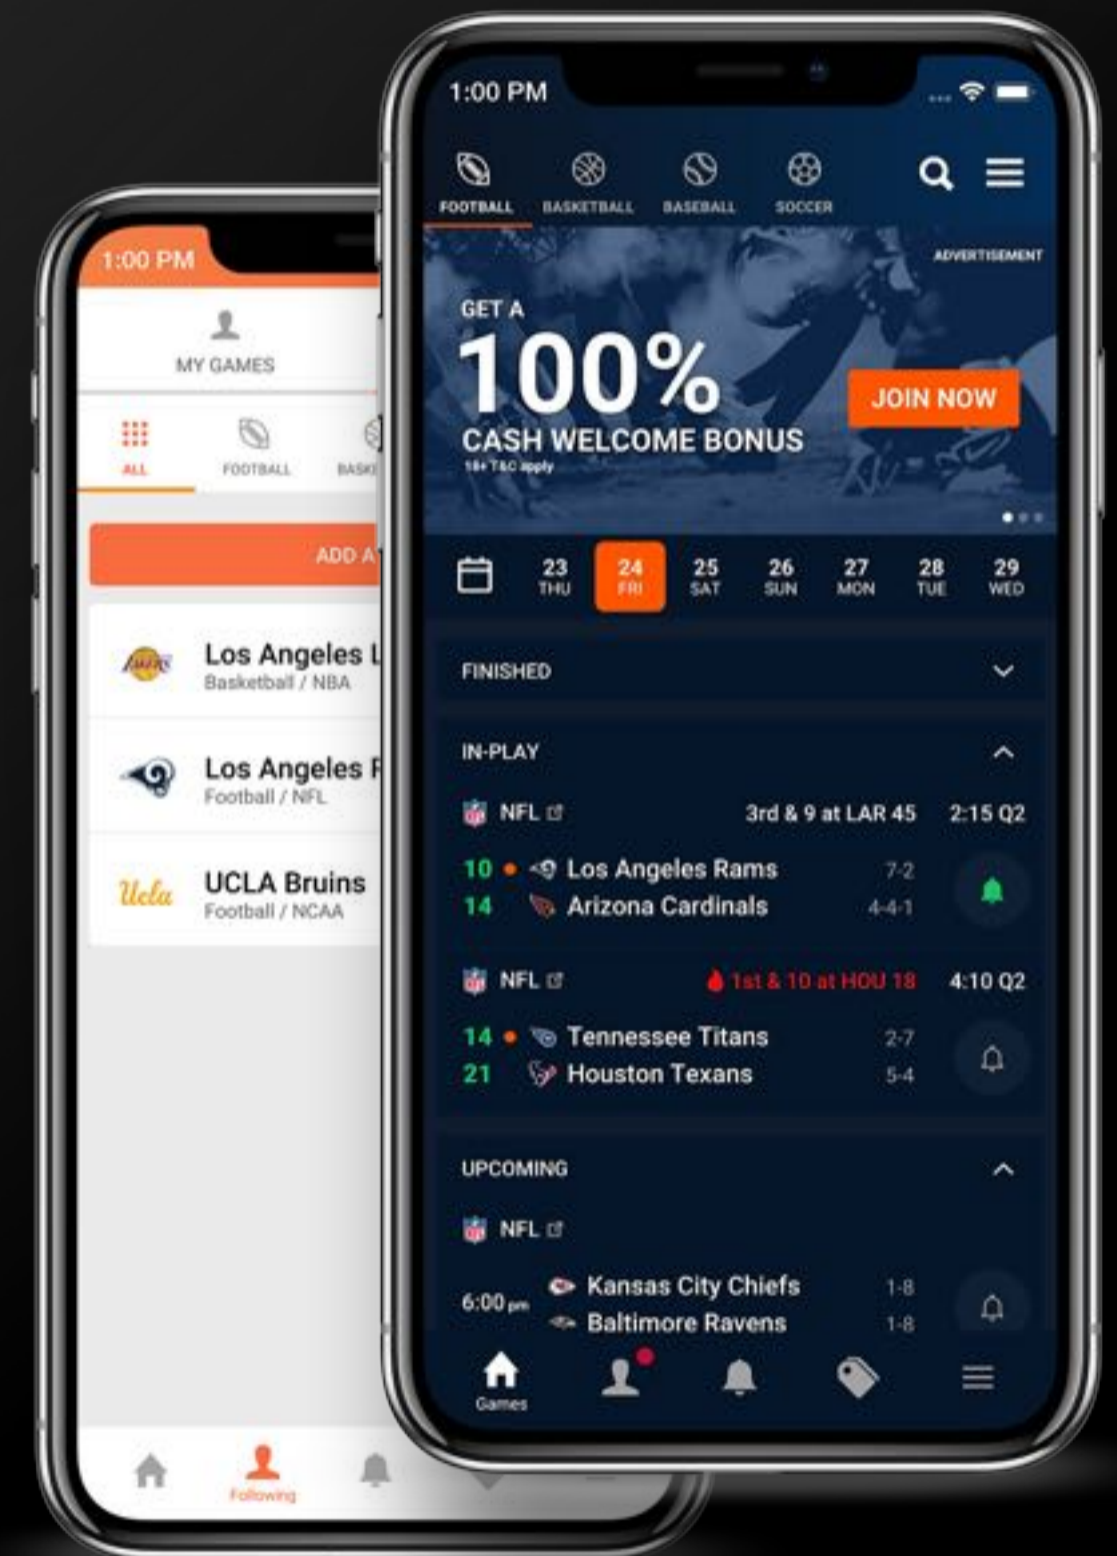 1:00 PM
MY GAMES
ALL FOOTBALL
ADD A
Lakers
Los Angeles L
Basketball / NBA
Los Angeles R
Football / NFL
Ucla
UCLA Bruins
Football / NCAA
Following
1:00 PM
FOOTBALL BASKETBALL BASEBALL SOCCER
ADVERTISEMENT
GET A
100%
CASH WELCOME BONUS
18+ T&C apply
JOIN NOW
23 24 25 26 27 28 29
THU FRI SAT SUN MON TUE WED
FINISHED
IN-PLAY
NFL 3rd & 9 at LAR 45 2:15 Q2
10 Los Angeles Rams 7-2
14 Arizona Cardinals 4-4-1
NFL 1st & 10 at HOU 18 4:10 Q2
14 Tennessee Titans 2-7
21 Houston Texans 5-4
UPCOMING
NFL
6:00 pm
Kansas City Chiefs 1-8
Baltimore Ravens 1-8
Games